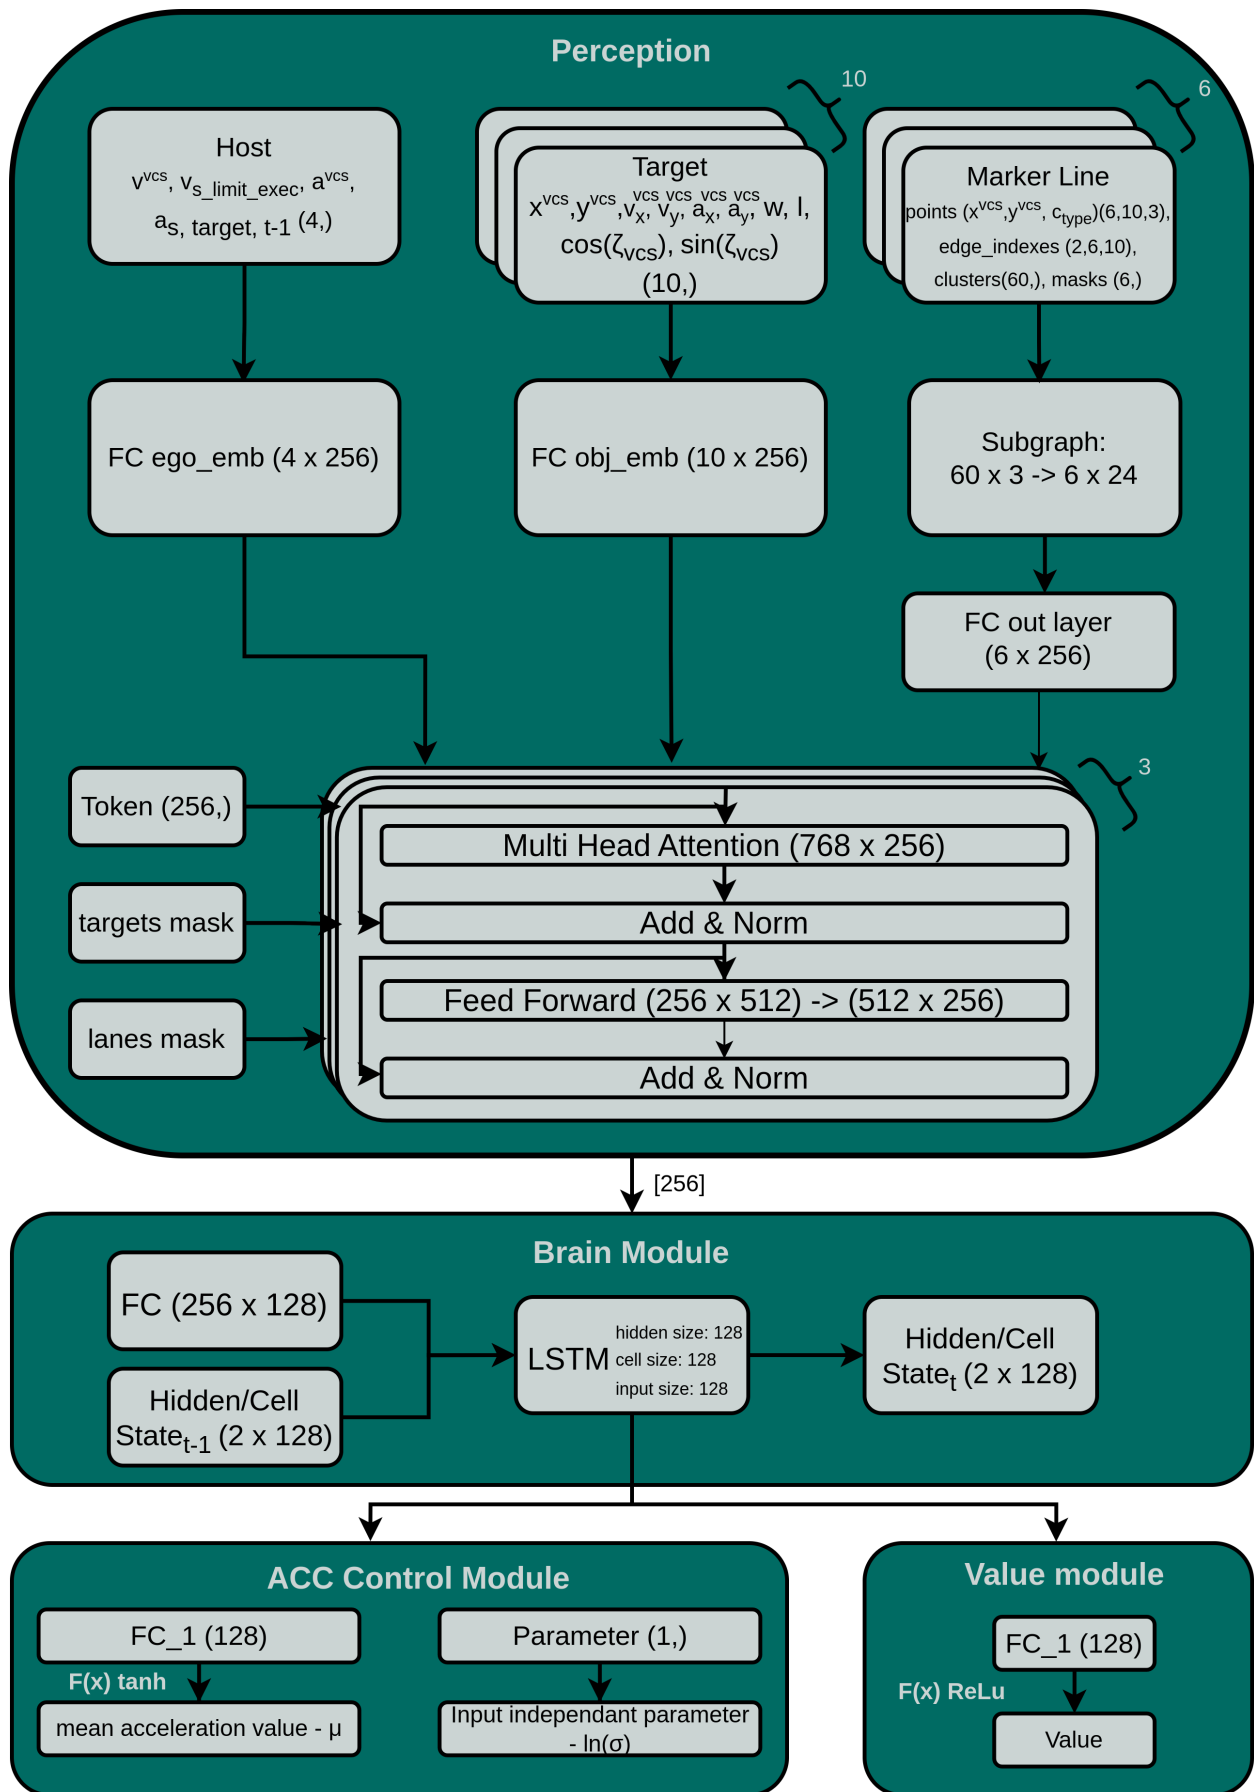 Perception
10
6
Host
v^vcs, v_s_limit_exec, a^vcs,
a_s, target, t-1 (4,)
Target
x^vcs,y^vcs,v_x^vcs, v_y^vcs, a_x^vcs, a_y^vcs, w, l,
cos(ζ_vcs), sin(ζ_vcs)
(10,)
Marker Line
points (x^vcs,y^vcs, c_type)(6,10,3),
edge_indexes (2,6,10),
clusters(60,), masks (6,)
FC ego_emb (4 x 256)
FC obj_emb (10 x 256)
Subgraph:
60 x 3 -> 6 x 24
FC out layer
(6 x 256)
3
Token (256,)
targets mask
lanes mask
Multi Head Attention (768 x 256)
Add & Norm
Feed Forward (256 x 512) -> (512 x 256)
Add & Norm
[256]
Brain Module
FC (256 x 128)
Hidden/Cell
State_t-1 (2 x 128)
LSTM
hidden size: 128
cell size: 128
input size: 128
Hidden/Cell
State_t (2 x 128)
ACC Control Module
FC_1 (128)
F(x) tanh
mean acceleration value - μ
Parameter (1,)
Input independant parameter
- ln(σ)
Value module
FC_1 (128)
F(x) ReLu
Value